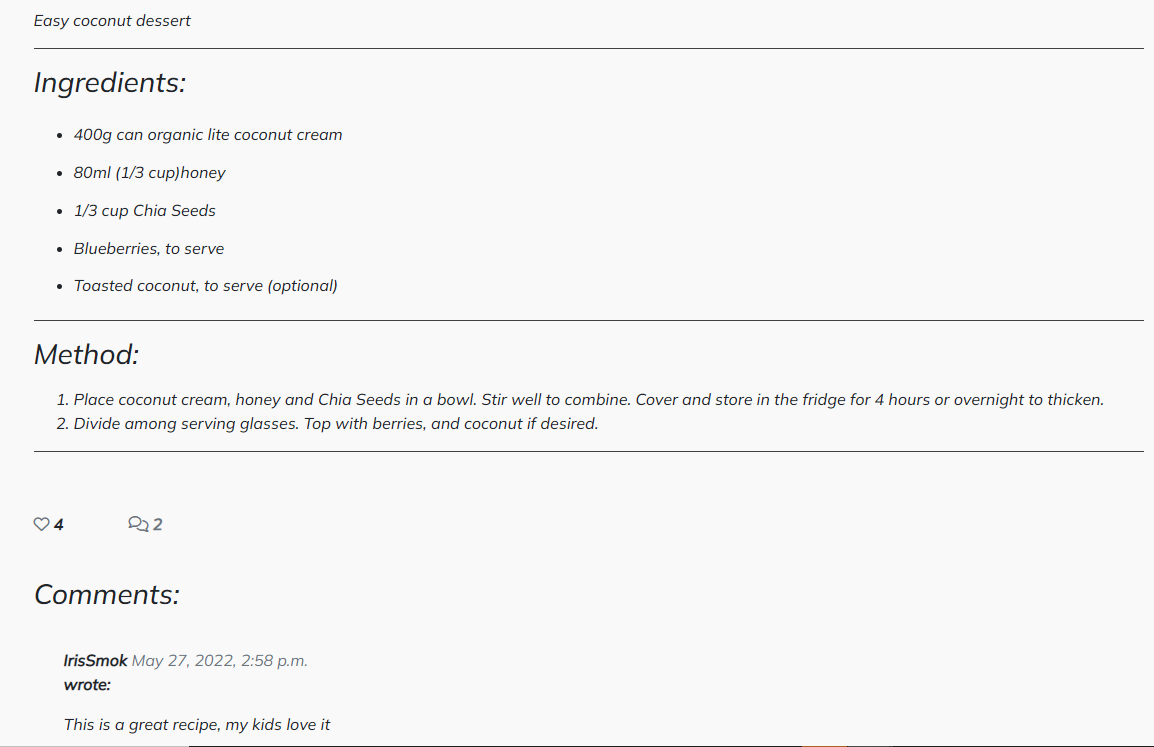 Easy coconut dessert
Ingredients:
400g can organic lite coconut cream
80ml (1/3 cup)honey
1/3 cup Chia Seeds
Blueberries, to serve
Toasted coconut, to serve (optional)
Method:
1. Place coconut cream, honey and Chia Seeds in a bowl. Stir well to combine. Cover and store in the fridge for 4 hours or overnight to thicken.
2. Divide among serving glasses. Top with berries, and coconut if desired.
4 2
Comments:
IrisSmok May 27, 2022, 2:58 p.m.
wrote:
This is a great recipe, my kids love it